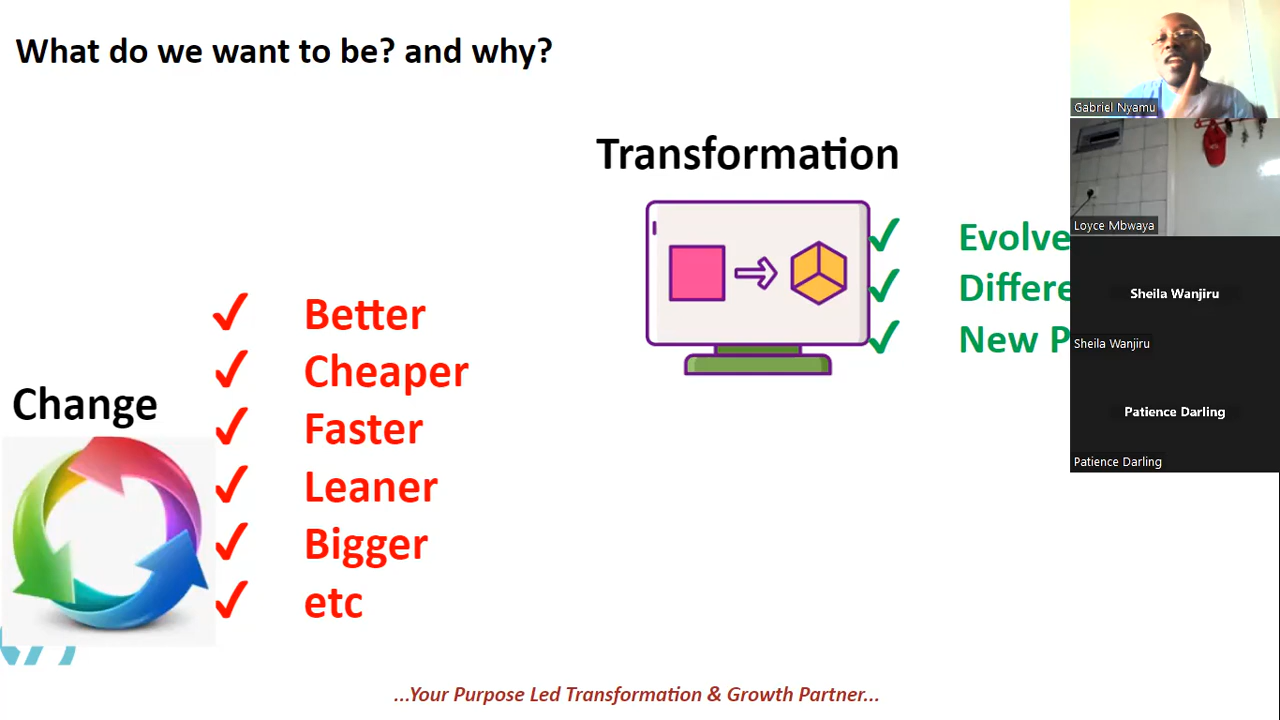 What do we want to be? and why?
Transformation
Evolve
New
Change
Better
Cheaper
Faster
Leaner
Bigger
etc
...Your Purpose Led Transformation & Growth Partner...
Gabriel Nyamu
Loyce Mbwaya
Sheila Wanjiru
Sheila Wanjiru
Patience Darling
Patience Darling